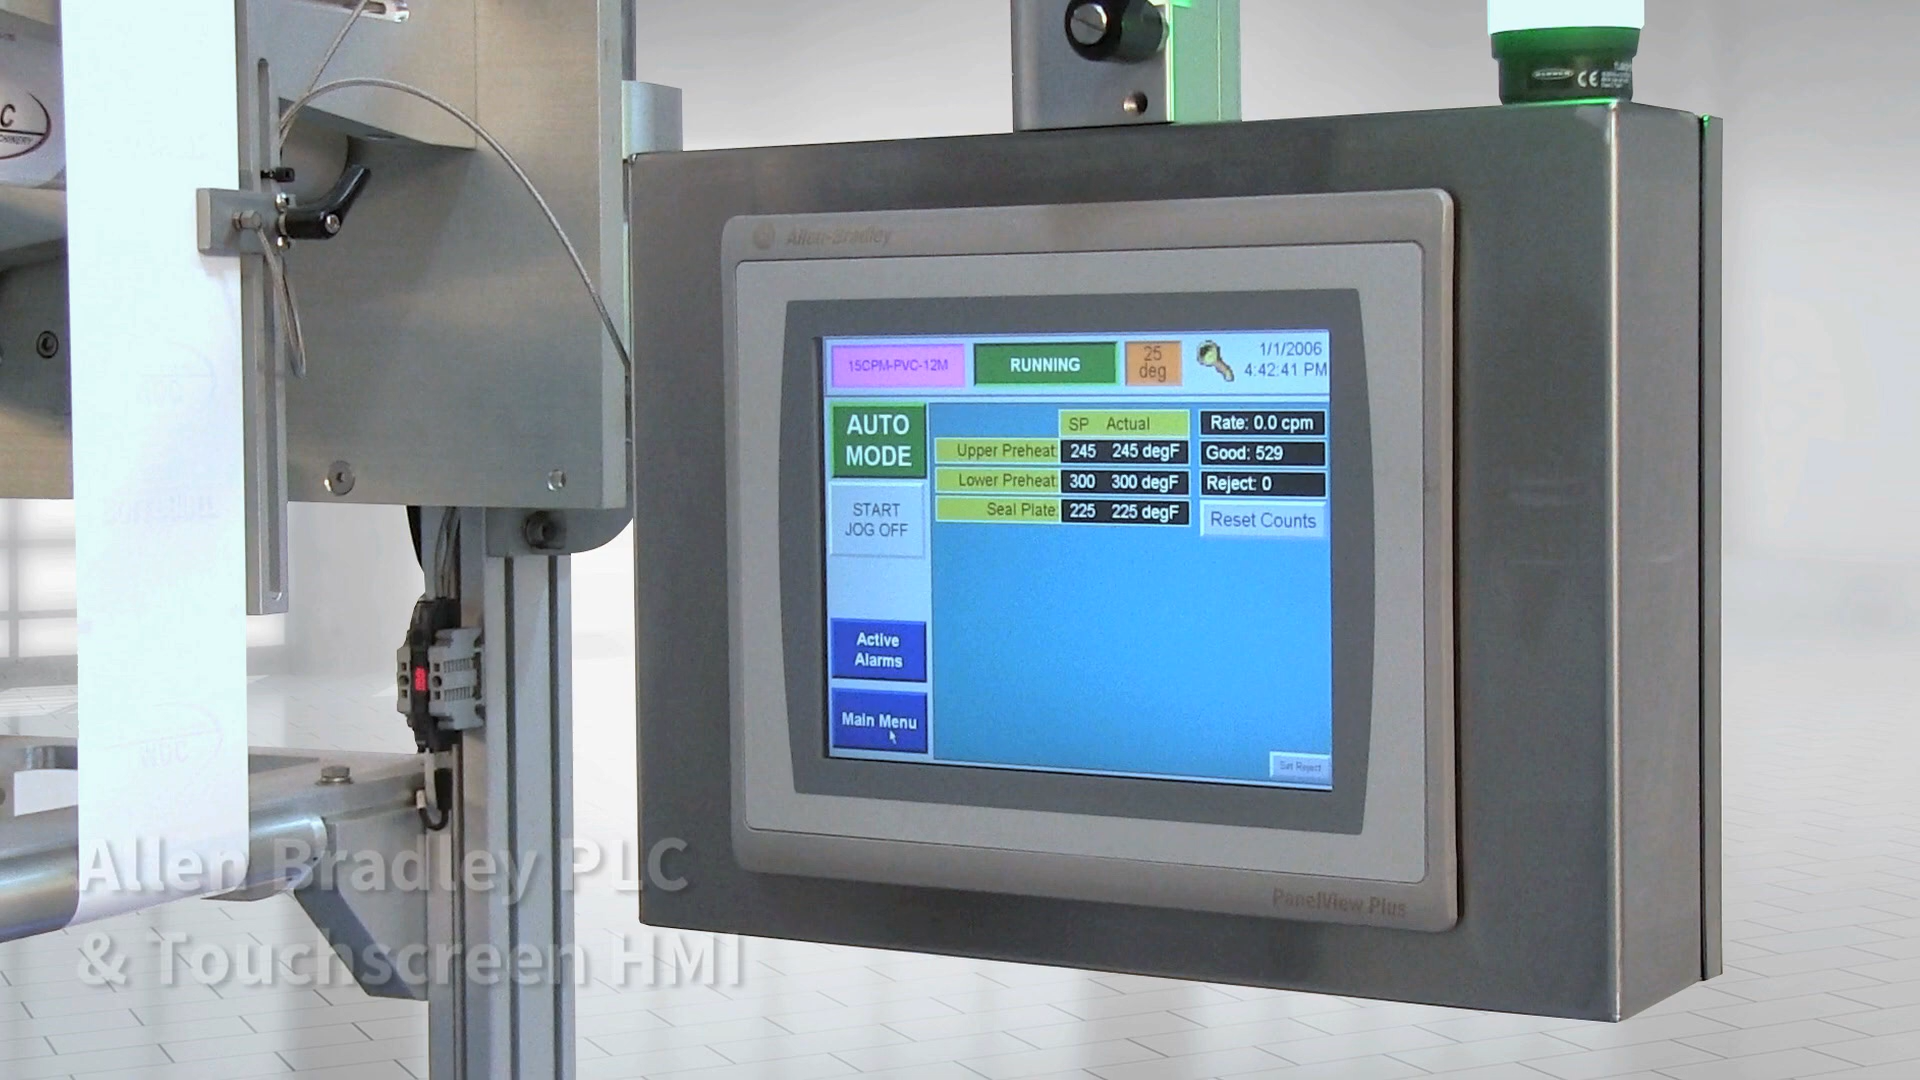 C
CHINERY
BANNER
CE
Allen-Bradley
15CPM-PVC-12M
RUNNING
25
deg
1/1/2006
4:42:41 PM
AUTO
MODE
START
JOG OFF
Active
Alarms
Main Menu
SP Actual
Upper Preheat: 245 245 degF
Lower Preheat: 300 300 degF
Seal Plate: 225 225 degF
Rate: 0.0 cpm
Good: 529
Reject: 0
Reset Counts
Set Reject
PanelView Plus
Allen Bradley PLC
& Touchscreen HMI